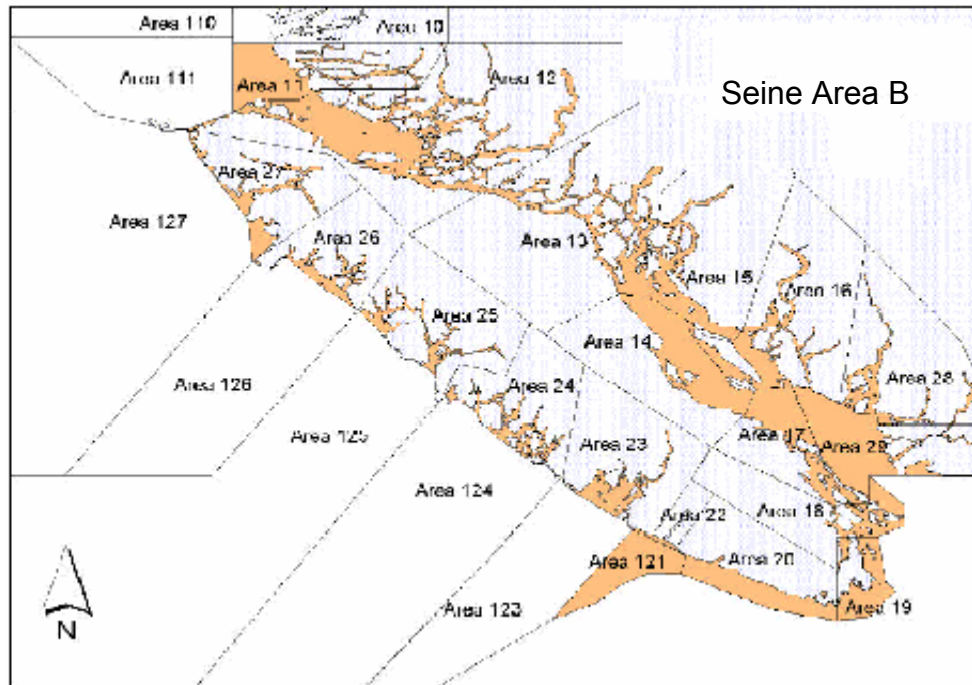 Area 110
Area 10
Area 111
Area 11
Area 12
Seine Area B
Area 27
Area 127
Area 26
Area 13
Area 15
Area 16
Area 25
Area 14
Area 126
Area 24
Area 28
Area 125
Area 23
Area 17
Area 29
Area 124
Area 22
Area 18
Area 121
Area 20
Area 123
Area 19
N